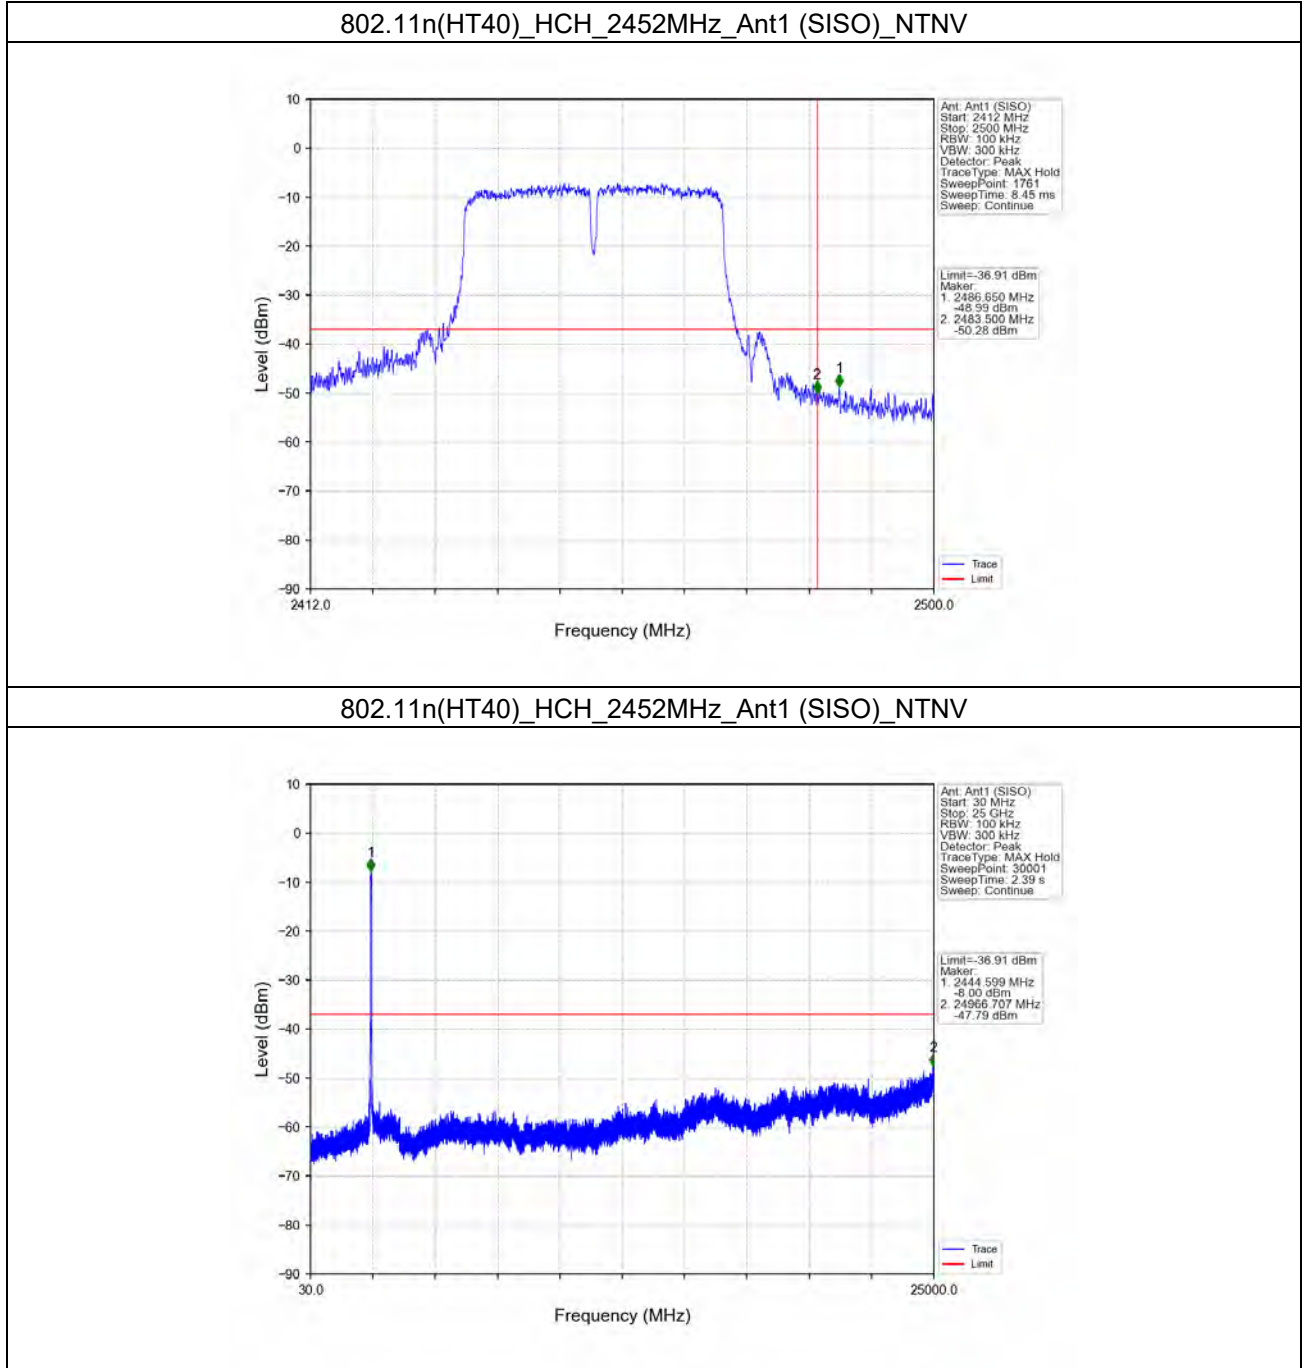 802.11n(HT40)_HCH_2452MHz_Ant1 (SISO)_NTNV
10
0
−10
−20
−30
−40
−50
−60
−70
−80
−90
Level (dBm)
2412.0
2500.0
Frequency (MHz)
2
1
Ant: Ant1 (SISO)
Start: 2412 MHz
Stop: 2500 MHz
RBW: 100 kHz
VBW: 300 kHz
Detector: Peak
TraceType: MAX Hold
SweepPoint: 1761
SweepTime: 8.45 ms
Sweep: Continue
Limit=-36.91 dBm
Maker:
1. 2486.650 MHz
-48.99 dBm
2. 2483.500 MHz
-50.28 dBm
Trace
Limit
802.11n(HT40)_HCH_2452MHz_Ant1 (SISO)_NTNV
10
0
−10
−20
−30
−40
−50
−60
−70
−80
−90
Level (dBm)
30.0
25000.0
Frequency (MHz)
1
2
Ant: Ant1 (SISO)
Start: 30 MHz
Stop: 25 GHz
RBW: 100 kHz
VBW: 300 kHz
Detector: Peak
TraceType: MAX Hold
SweepPoint: 30001
SweepTime: 2.39 s
Sweep: Continue
Limit=-36.91 dBm
Maker:
1. 2444.599 MHz
-8.00 dBm
2. 24966.707 MHz
-47.79 dBm
Trace
Limit